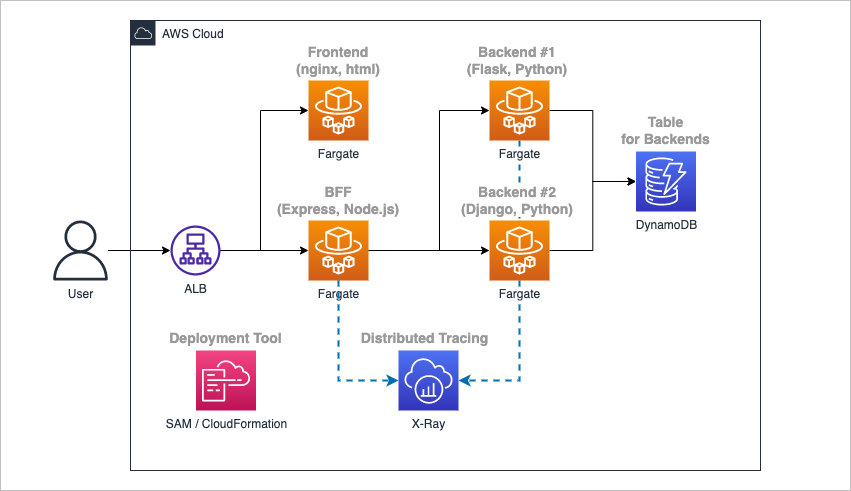 AWS Cloud
Frontend
(nginx, html)
Fargate
Backend #1
(Flask, Python)
Fargate
Table
for Backends
DynamoDB
BFF
(Express, Node.js)
Fargate
Backend #2
(Django, Python)
Fargate
User
ALB
Deployment Tool
SAM / CloudFormation
Distributed Tracing
X-Ray